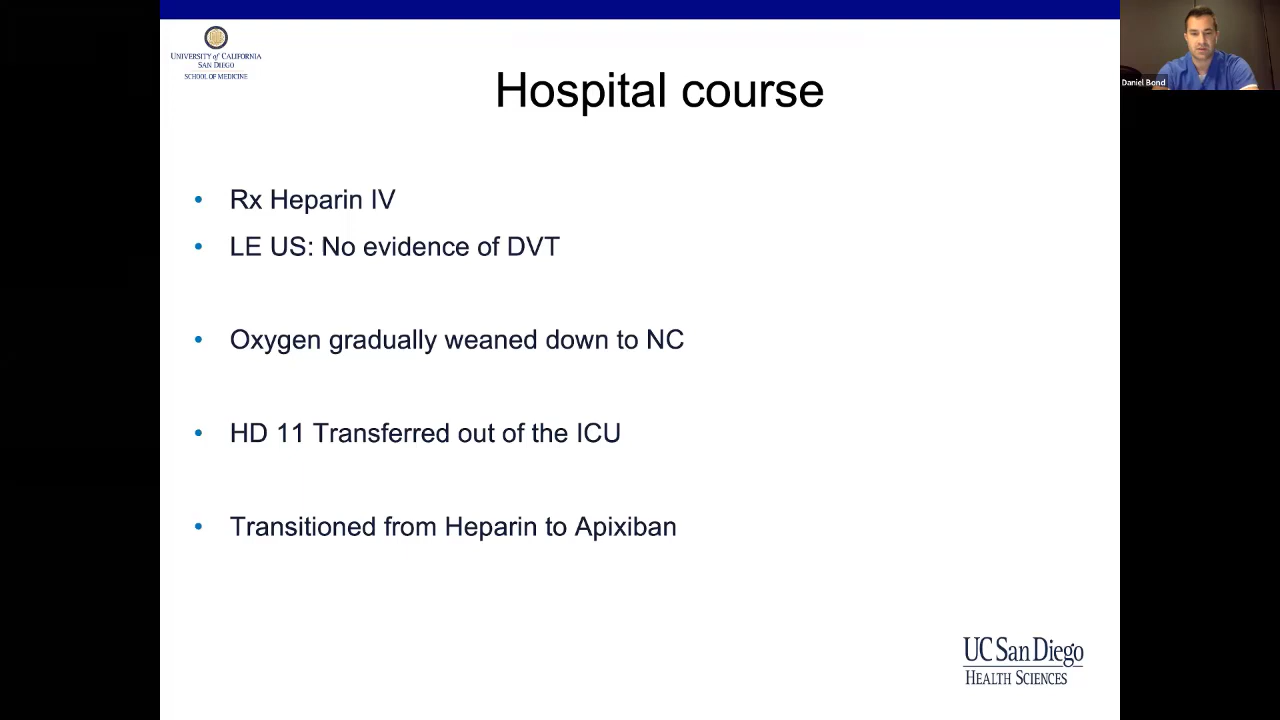 UNIVERSITY of CALIFORNIA
SAN DIEGO
SCHOOL OF MEDICINE
Hospital course
Daniel Bond
• Rx Heparin IV
• LE US: No evidence of DVT
• Oxygen gradually weaned down to NC
• HD 11 Transferred out of the ICU
• Transitioned from Heparin to Apixiban
UC San Diego
HEALTH SCIENCES